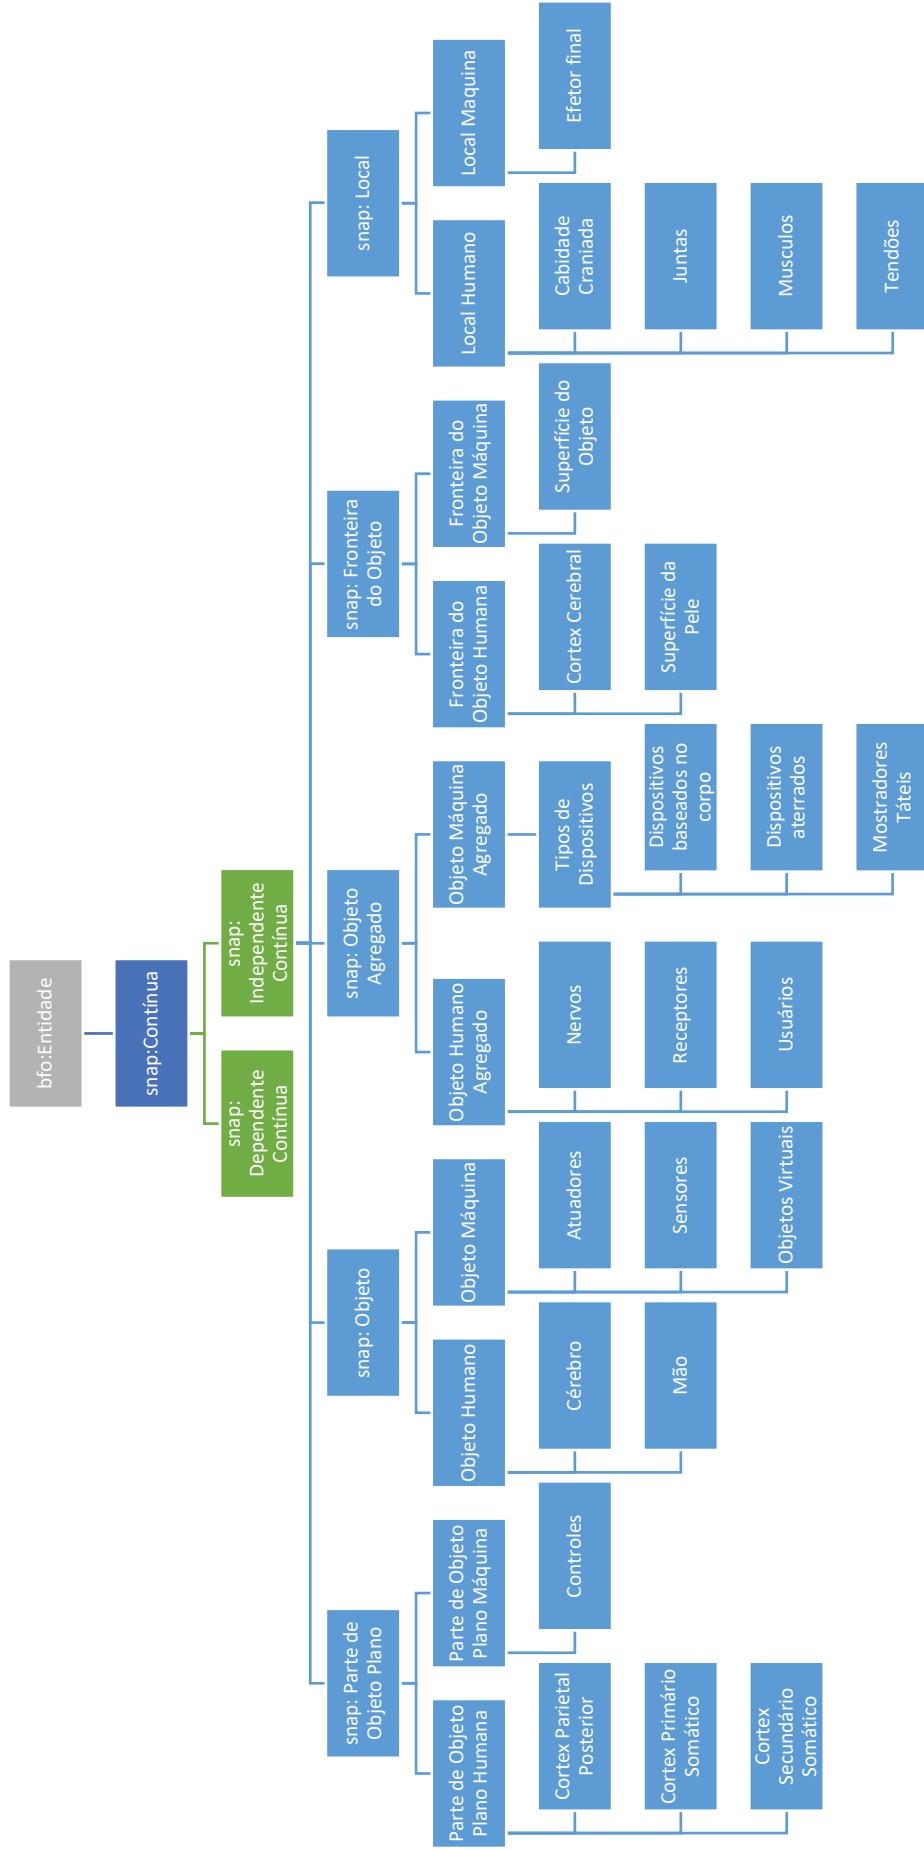 bfo:Entidade
snap:Contínua
snap:
Dependente
Contínua
snap:
Independente
Contínua
snap: Parte de
Objeto Plano
snap: Objeto
snap: Objeto
Agregado
snap: Fronteira
do Objeto
snap: Local
Parte de Objeto
Plano Humana
Parte de Objeto
Plano Máquina
Objeto Humano
Objeto Máquina
Objeto Humano
Agregado
Objeto Máquina
Agregado
Fronteira do
Objeto Humana
Fronteira do
Objeto Máquina
Local Humano
Local Maquina
Cortex Parietal
Posterior
Controles
Cérebro
Atuadores
Nervos
Tipos de
Dispositivos
Cortex Cerebral
Superfície do
Objeto
Cabidade
Craniada
Efetor final
Cortex Primário
Somático
Mão
Sensores
Receptores
Dispositivos
baseados no
corpo
Superfície da
Pele
Juntas
Cortex
Secundário
Somático
Objetos Virtuais
Usuários
Dispositivos
aterrados
Musculos
Mostradores
Táteis
Tendões